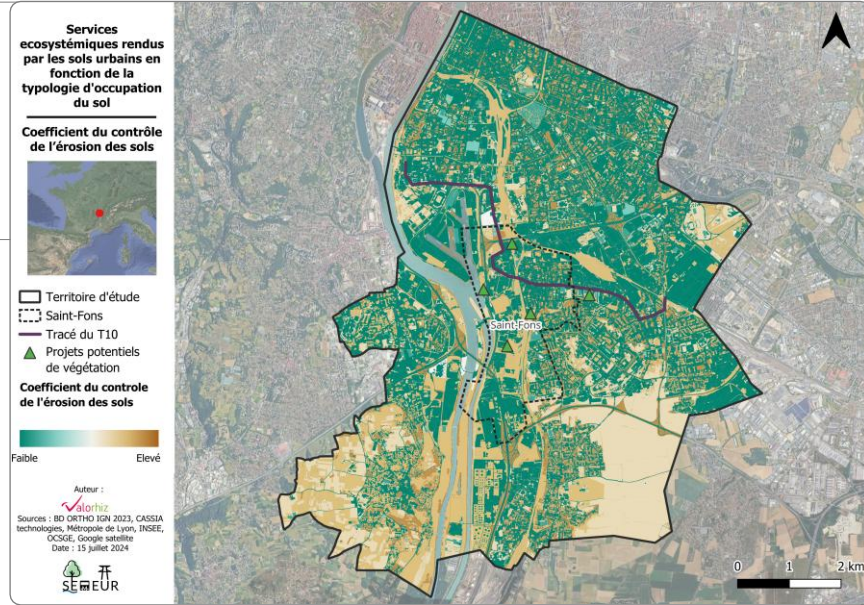 Services
ecosystémiques rendus
par les sols urbains en
fonction de la
typologie d'occupation
du sol
Coefficient du contrôle
de l'érosion des sols
Territoire d'étude
Saint-Fons
Tracé du T10
Projets potentiels
de végétation
Coefficient du controle
de l'érosion des sols
Faible Elevé
Auteur :
Valorhiz
Sources : BD ORTHO IGN 2023, CASSIA
technologies, Métropole de Lyon, INSEE,
OCSGE, Google satellite
Date : 15 juillet 2024
Saint-Fons
0 1 2 km